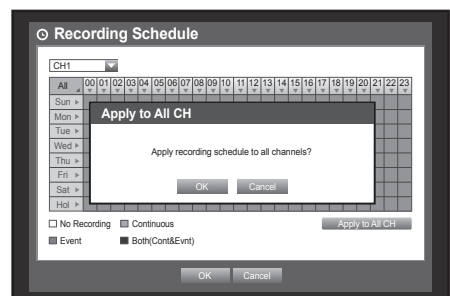 Recording Schedule
CH1
All 00 01 02 03 04 05 06 07 08 09 10 11 12 13 14 15 16 17 18 19 20 21 22 23
Sun
Mon
Tue
Wed
Thu
Fri
Sat
Hol
Apply to All CH
Apply recording schedule to all channels?
OK Cancel
No Recording Continuous Apply to All CH
Event Both(Cont&Evnt)
OK Cancel